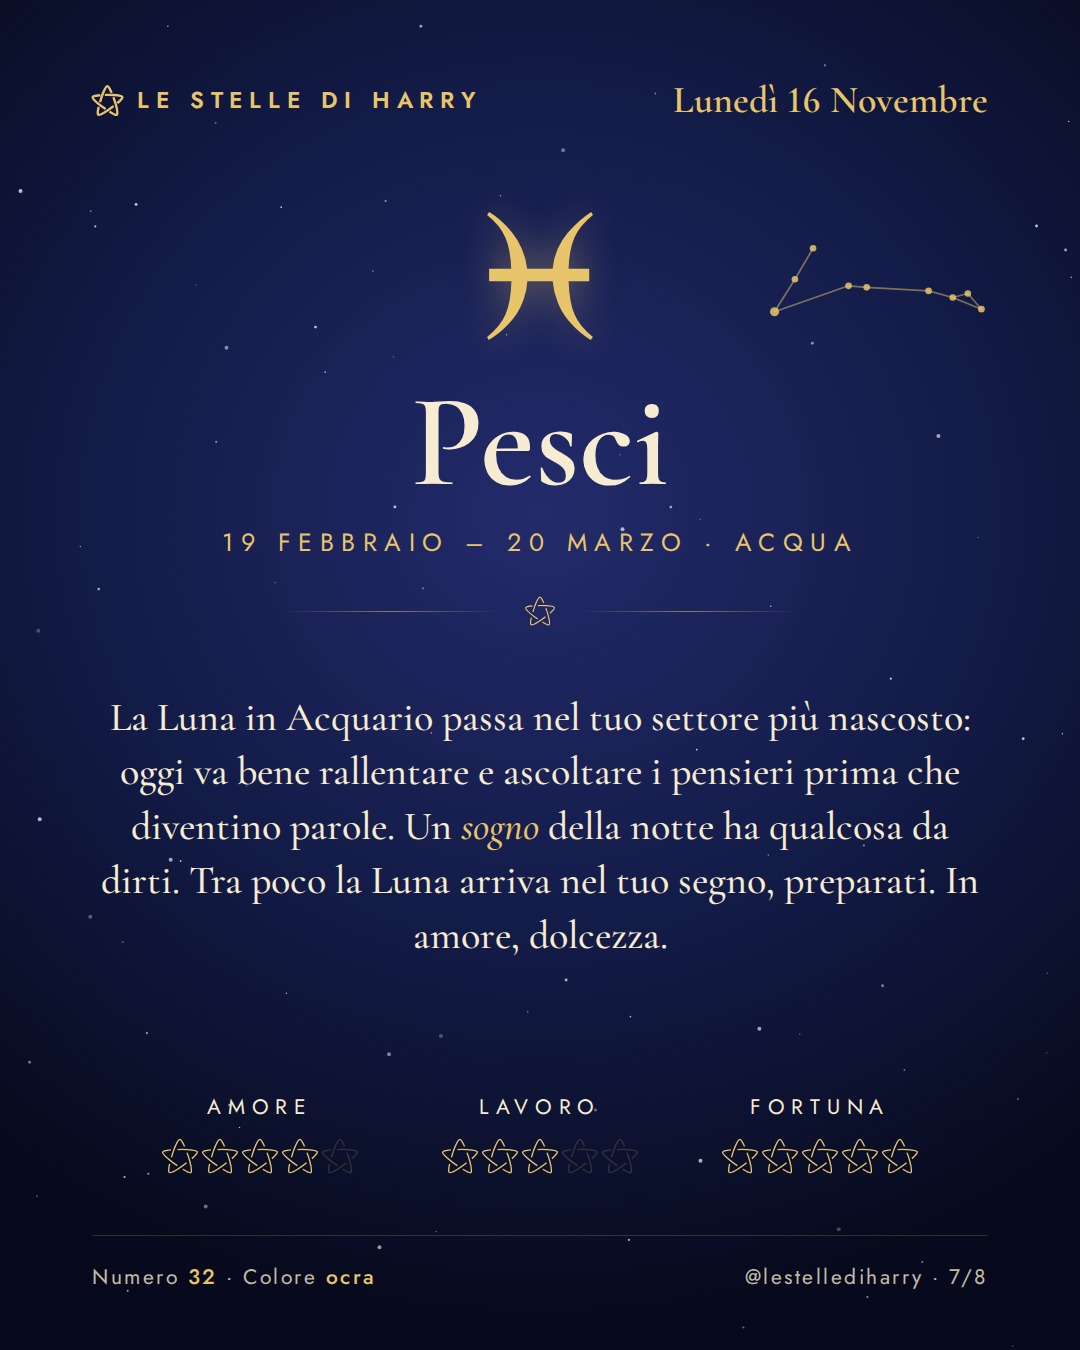 LE STELLE DI HARRY
Lunedì 16 Novembre
Pesci
19 FEBBRAIO – 20 MARZO · ACQUA
La Luna in Acquario passa nel tuo settore più nascosto:
oggi va bene rallentare e ascoltare i pensieri prima che
diventino parole. Un sogno della notte ha qualcosa da
dirti. Tra poco la Luna arriva nel tuo segno, preparati. In
amore, dolcezza.
AMORE
LAVORO
FORTUNA
Numero 32 · Colore ocra
@lestellediharry · 7/8